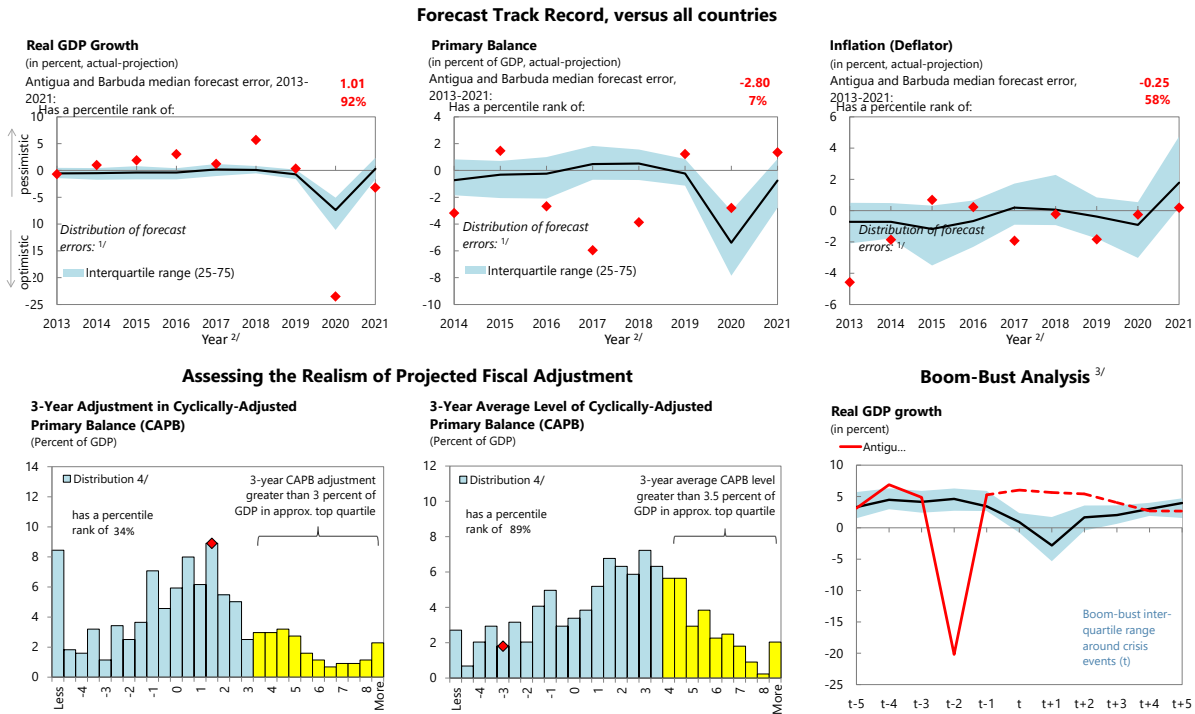 Forecast Track Record, versus all countries
Real GDP Growth
(in percent, actual-projection)
Antigua and Barbuda median forecast error, 2013-
2021:
1.01
Has a percentile rank of:
92%
pessimistic
optimistic
10
5
0
-5
-10
-15
-20
-25
Distribution of forecast
errors: 1/
Interquartile range (25-75)
2013 2014 2015 2016 2017 2018 2019 2020 2021
Year 2/
Primary Balance
(in percent of GDP, actual-projection)
Antigua and Barbuda median forecast error,
2013-2021:
-2.80
Has a percentile rank of:
7%
4
2
0
-2
-4
-6
-8
-10
Distribution of forecast
errors: 1/
Interquartile range (25-75)
2014 2015 2016 2017 2018 2019 2020 2021
Year 2/
Inflation (Deflator)
(in percent, actual-projection)
Antigua and Barbuda median forecast error,
2013-2021:
-0.25
Has a percentile rank of:
58%
6
4
2
0
-2
-4
-6
Distribution of forecast
errors: 1/
2013 2014 2015 2016 2017 2018 2019 2020 2021
Year 2/
Assessing the Realism of Projected Fiscal Adjustment
3-Year Adjustment in Cyclically-Adjusted
Primary Balance (CAPB)
(Percent of GDP)
14
12
10
8
6
4
2
0
Distribution 4/
has a percentile
rank of 34%
3-year CAPB adjustment
greater than 3 percent of
GDP in approx. top quartile
Less -4 -3 -2 -1 0 1 2 3 4 5 6 7 8 More
3-Year Average Level of Cyclically-Adjusted
Primary Balance (CAPB)
(Percent of GDP)
12
10
8
6
4
2
0
Distribution 4/
has a percentile
rank of 89%
3-year average CAPB level
greater than 3.5 percent of
GDP in approx. top quartile
Less -4 -3 -2 -1 0 1 2 3 4 5 6 7 8 More
Boom-Bust Analysis 3/
Real GDP growth
(in percent)
Antigu...
10
5
0
-5
-10
-15
-20
-25
Boom-bust inter-
quartile range
around crisis
events (t)
t-5 t-4 t-3 t-2 t-1 t t+1 t+2 t+3 t+4 t+5